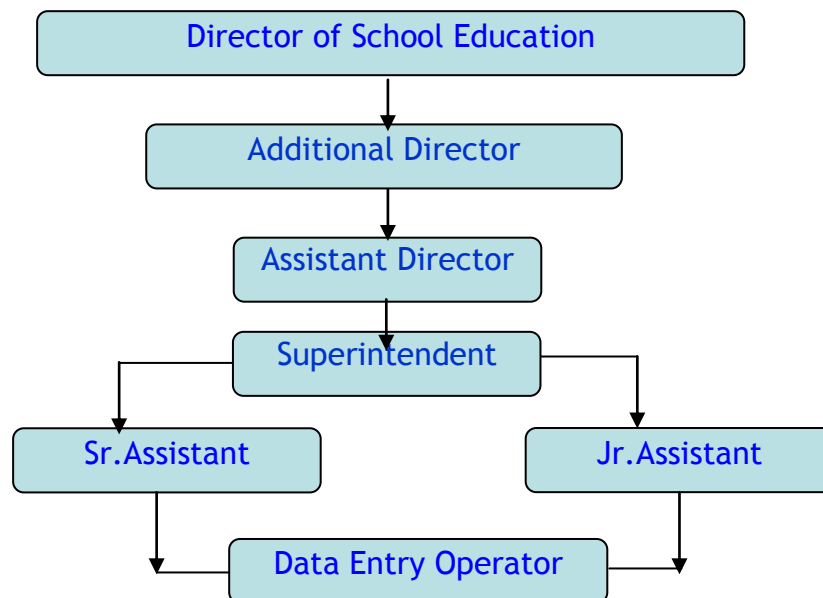 Director of School Education
Additional Director
Assistant Director
Superintendent
Sr.Assistant
Jr.Assistant
Data Entry Operator